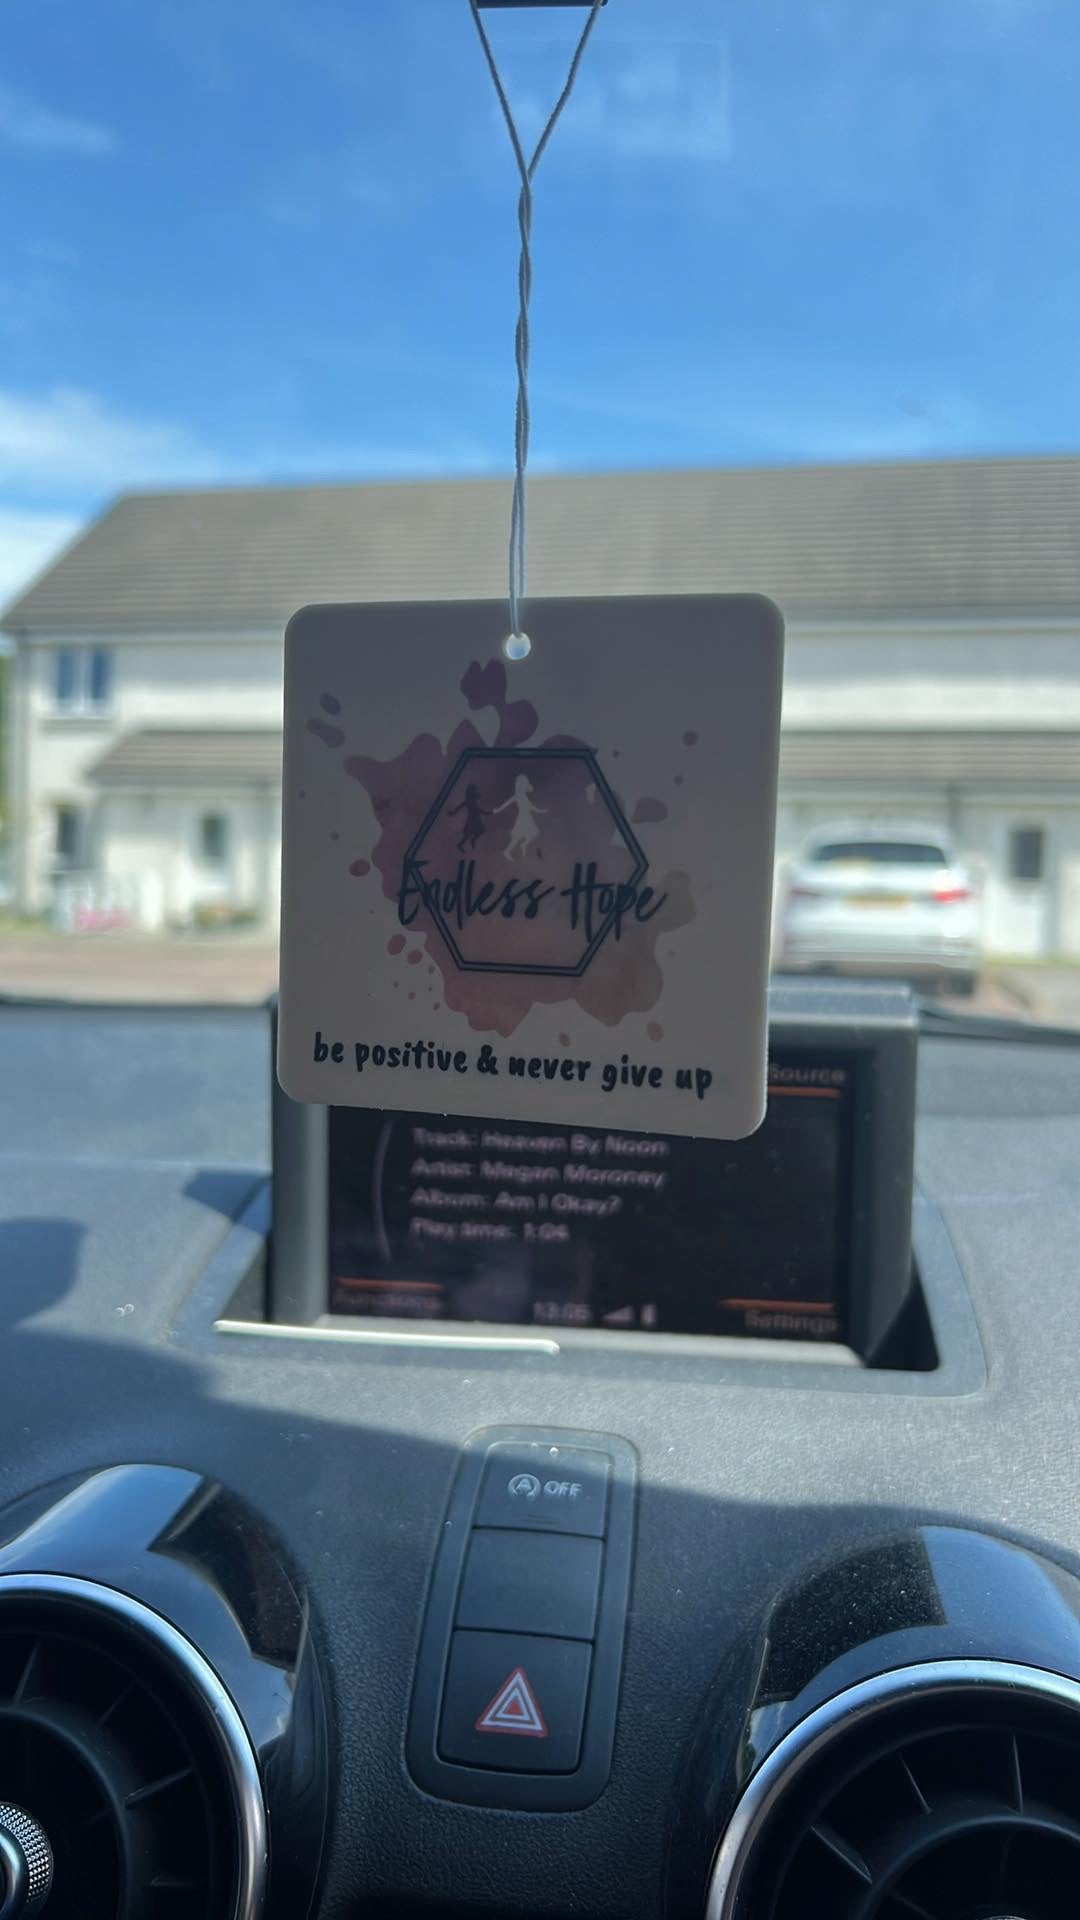 Endless Hope
be positive & never give up
Source
Track: Heaven By Noon
Artist: Megan Moroney
Album: Am I Okay?
Play time: 1:04
Functions
13:05
Settings
A OFF